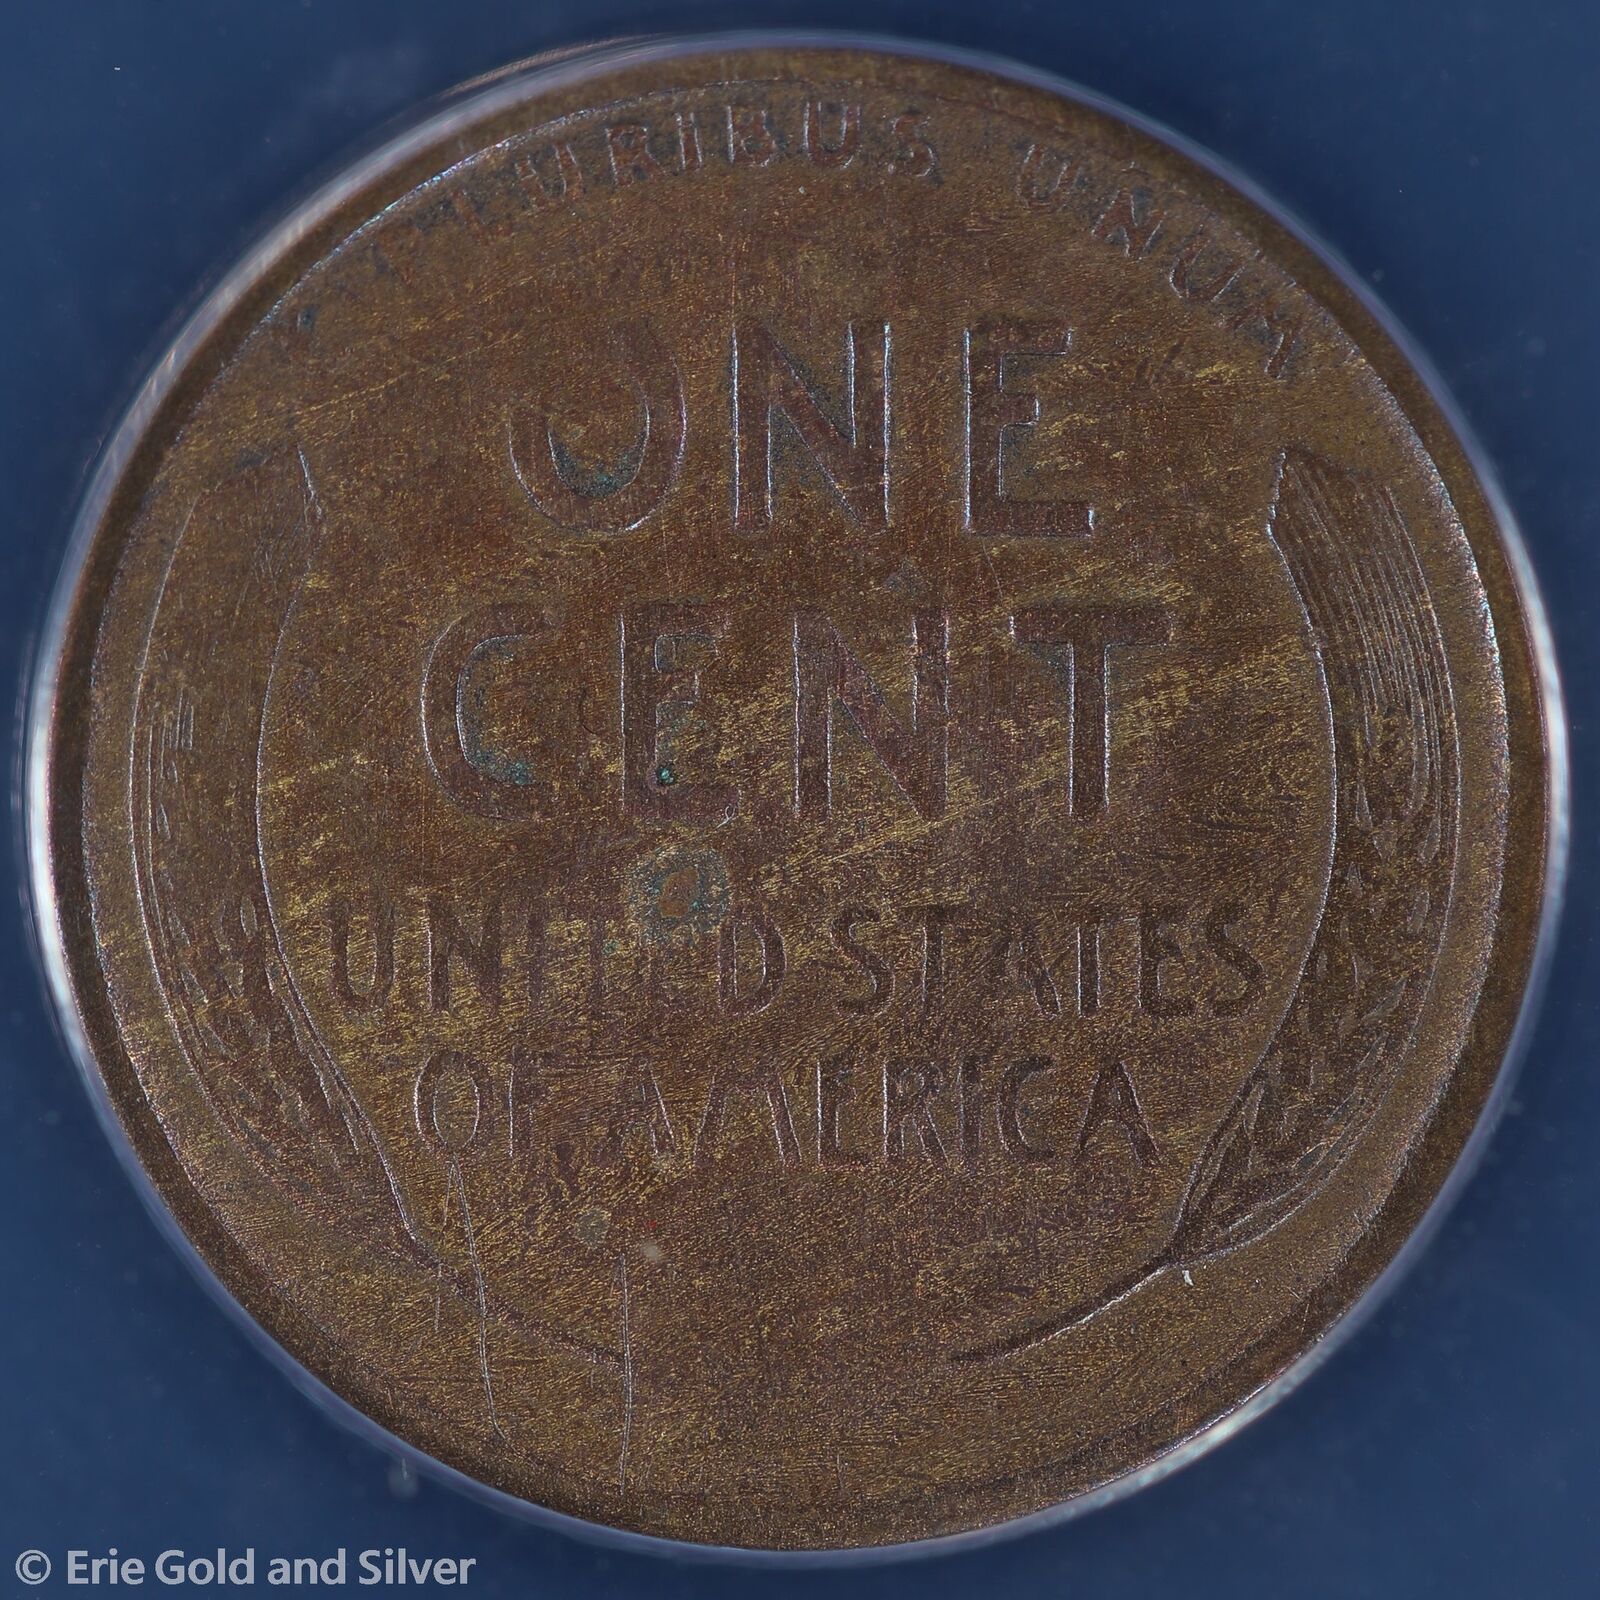 PLURIBUS UNUM
ONE
CENT
UNITED STATES
OF AMERICA
© Erie Gold and Silver